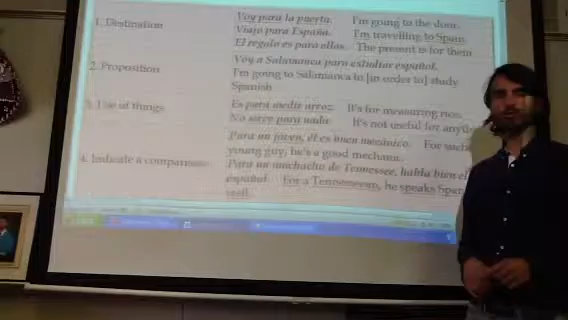 1. Destination
Voy para la puerta. I'm going to the door.
Viajo para España. I'm travelling to Spain.
El regalo es para ellos. The present is for them
2. Proposition
Voy a Salamanca para estudiar español.
I'm going to Salamanca to [in order to] study
Spanish
3. Use of things
Es para medir arroz. It's for measuring rice.
No sirve para nada. It's not useful for anyt
4. Indicate a comparison
Para un joven, él es buen mecánico. For such
young guy, he's a good mechanic.
Para un muchacho de Tennessee, habla bien el
español. For a Tennessean, he speaks Span
well.